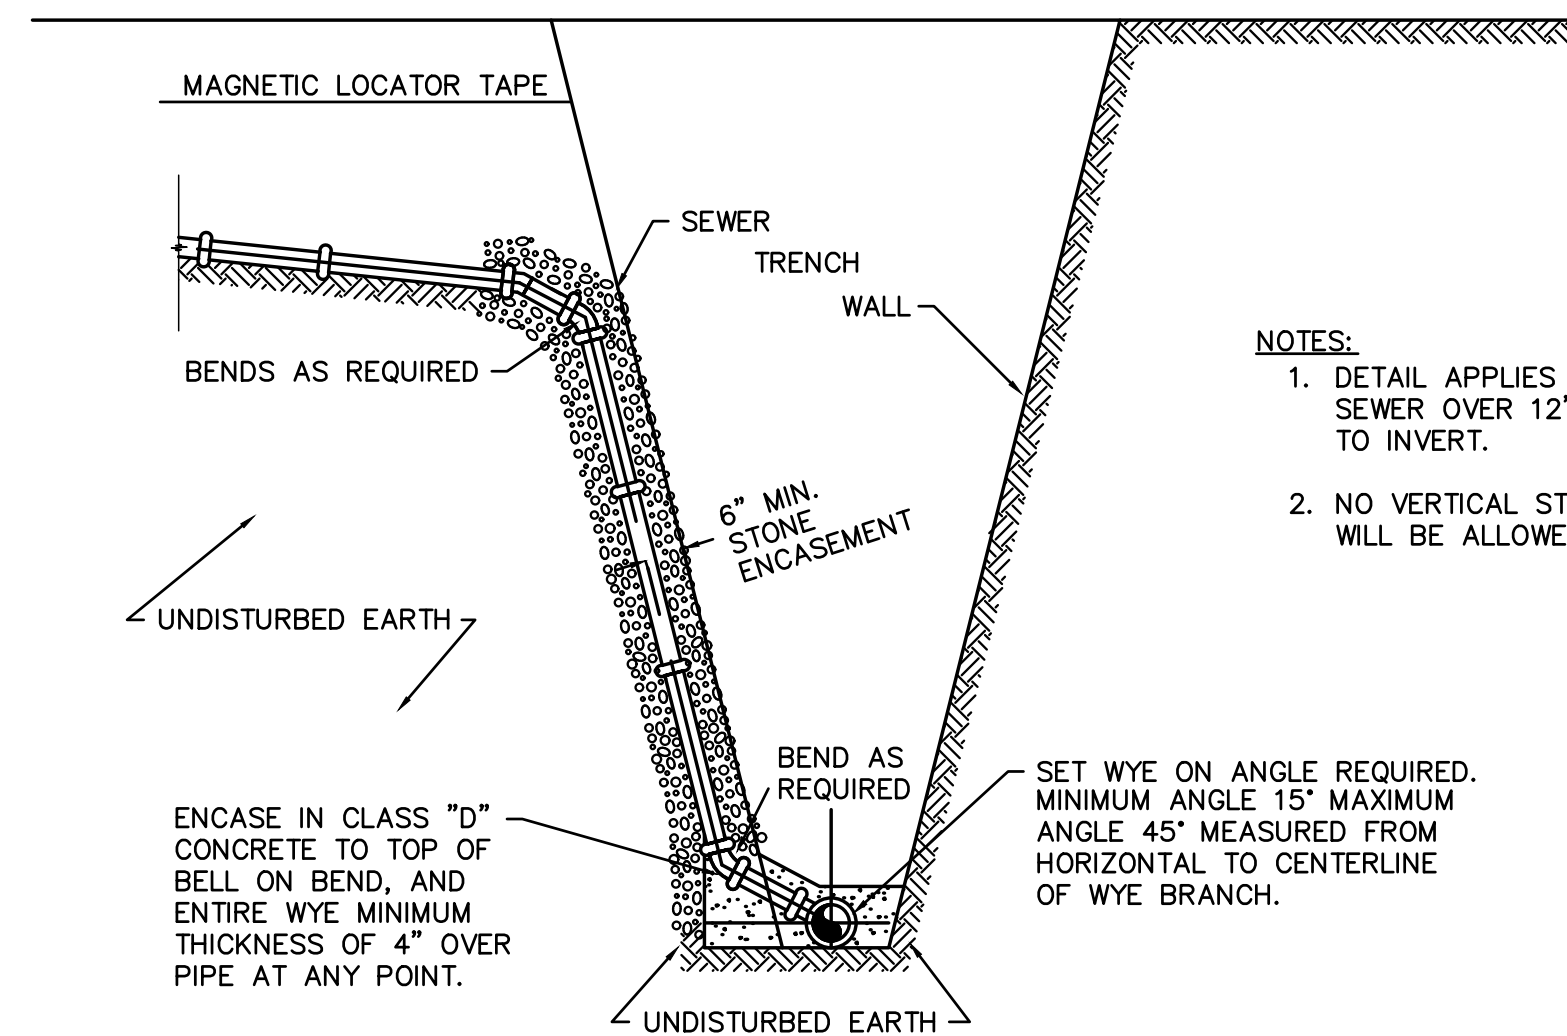 MAGNETIC LOCATOR TAPE
SEWER
TRENCH
WALL
BENDS AS REQUIRED
NOTES:
1. DETAIL APPLIES
SEWER OVER 12"
TO INVERT.
2. NO VERTICAL ST
WILL BE ALLOWE
6" MIN.
STONE
ENCASEMENT
UNDISTURBED EARTH
BEND AS
REQUIRED
SET WYE ON ANGLE REQUIRED.
MINIMUM ANGLE 15° MAXIMUM
ANGLE 45° MEASURED FROM
HORIZONTAL TO CENTERLINE
OF WYE BRANCH.
ENCASE IN CLASS "D"
CONCRETE TO TOP OF
BELL ON BEND, AND
ENTIRE WYE MINIMUM
THICKNESS OF 4" OVER
PIPE AT ANY POINT.
UNDISTURBED EARTH